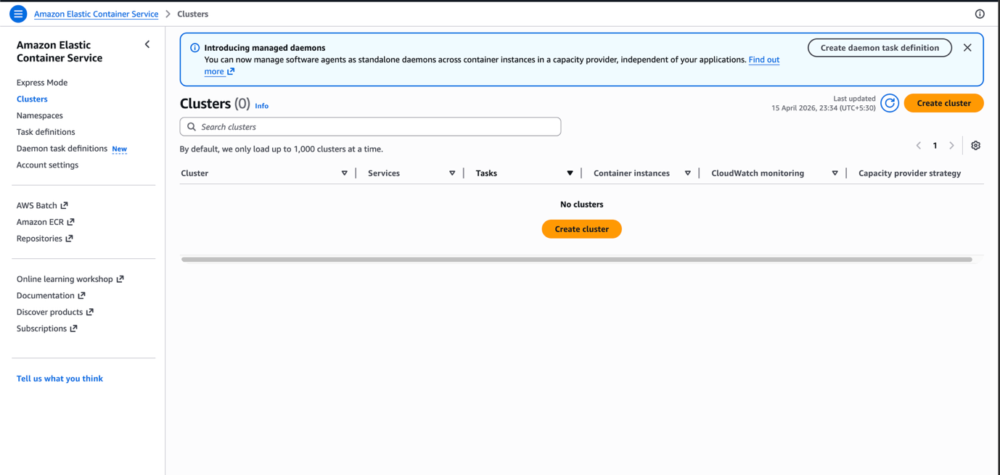 Amazon Elastic Container Service > Clusters
Amazon Elastic
Container Service
Express Mode
Clusters
Namespaces
Task definitions
Daemon task definitions New
Account settings
AWS Batch
Amazon ECR
Repositories
Online learning workshop
Documentation
Discover products
Subscriptions
Tell us what you think
Introducing managed daemons
You can now manage software agents as standalone daemons across container instances in a capacity provider, independent of your applications. Find out
more
Create daemon task definition
Clusters (0) Info
Last updated
15 April 2026, 23:34 (UTC+5:30)
Create cluster
Search clusters
By default, we only load up to 1,000 clusters at a time.
1
Cluster Services Tasks Container instances CloudWatch monitoring Capacity provider strategy
No clusters
Create cluster